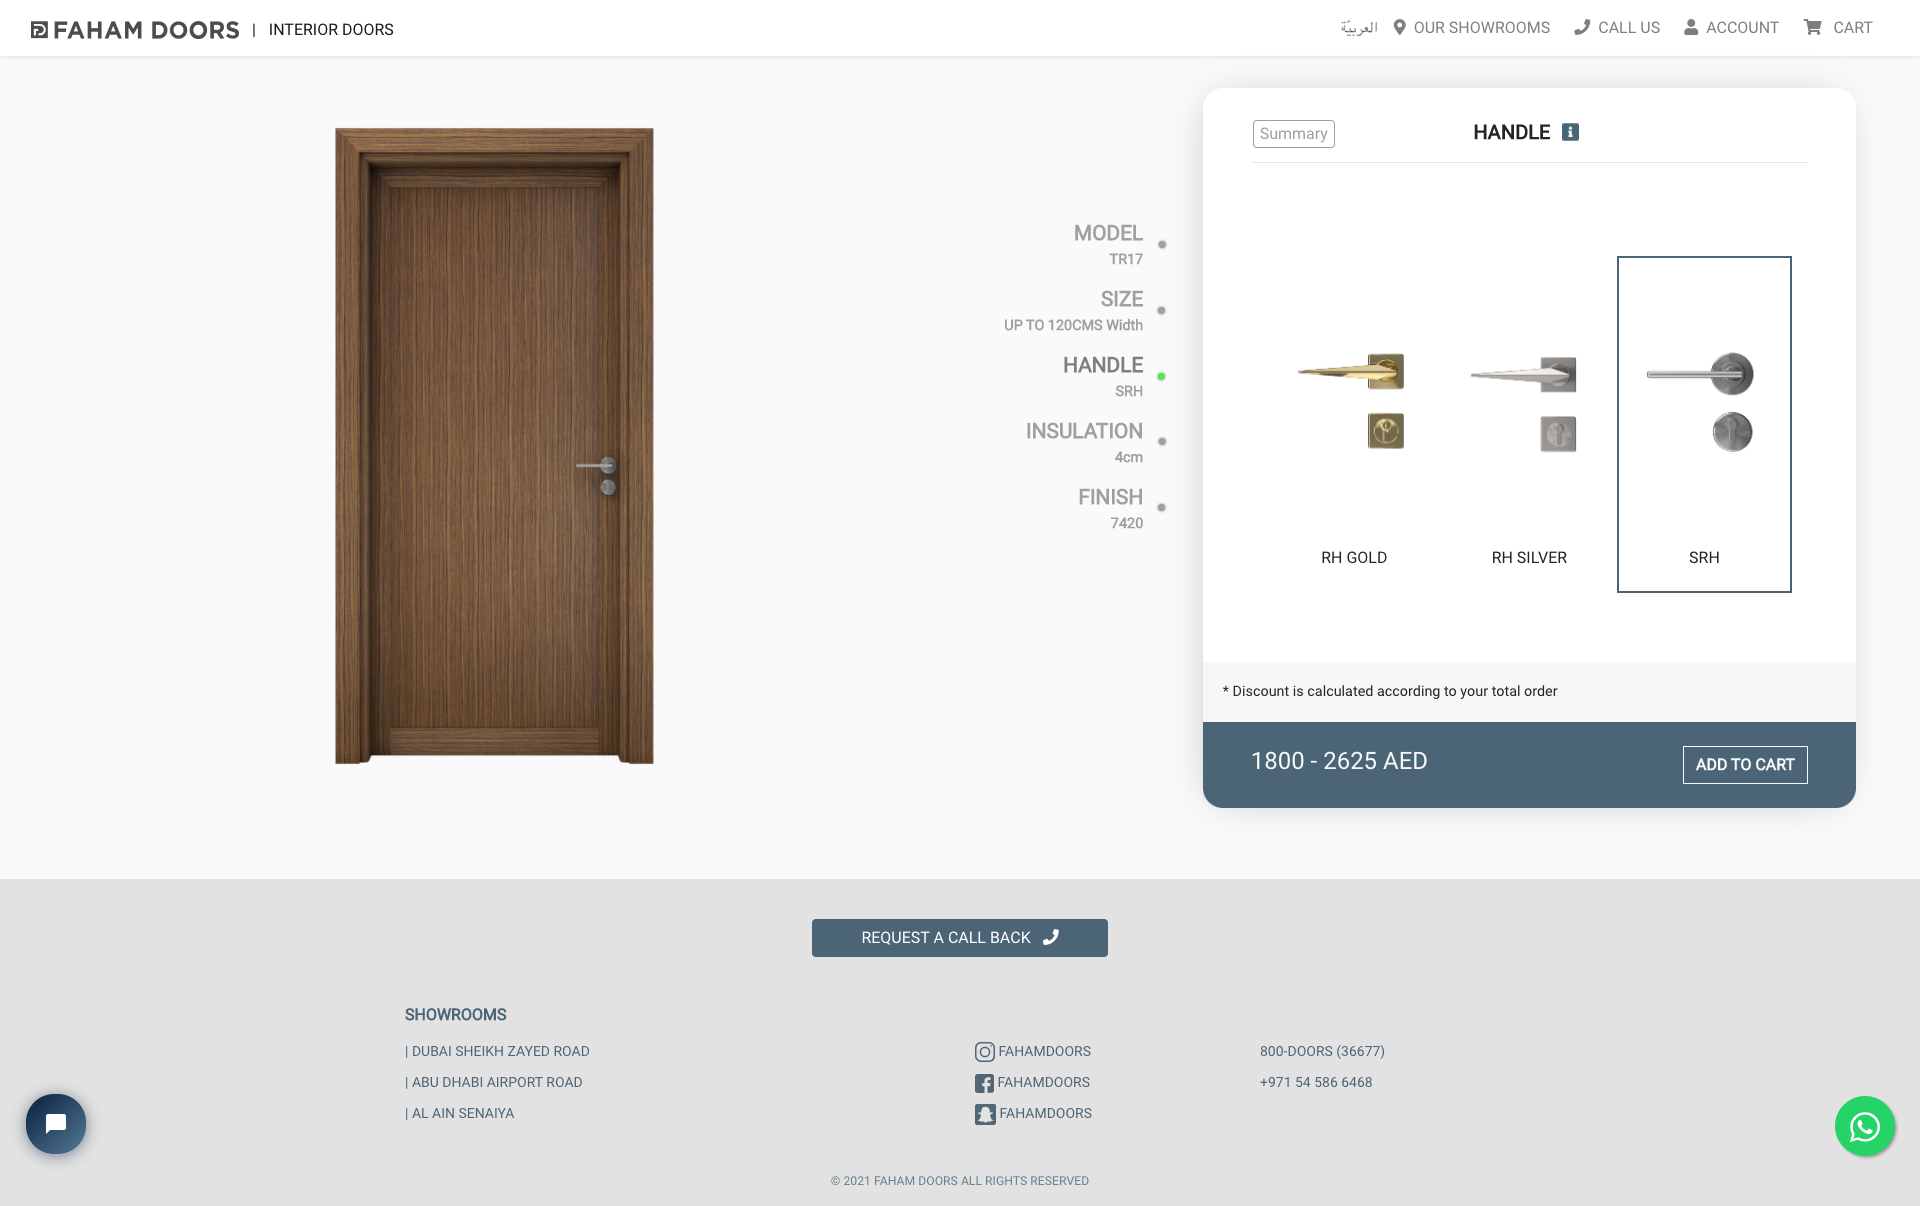 FAHAM DOORS | INTERIOR DOORS
العربيّة OUR SHOWROOMS CALL US ACCOUNT CART
MODEL
TR17
SIZE
UP TO 120CMS Width
HANDLE
SRH
INSULATION
4cm
FINISH
7420
Summary
HANDLE
RH GOLD
RH SILVER
SRH
* Discount is calculated according to your total order
1800 - 2625 AED
ADD TO CART
REQUEST A CALL BACK
SHOWROOMS
| DUBAI SHEIKH ZAYED ROAD
| ABU DHABI AIRPORT ROAD
| AL AIN SENAIYA
FAHAMDOORS
FAHAMDOORS
FAHAMDOORS
800-DOORS (36677)
+971 54 586 6468
© 2021 FAHAM DOORS ALL RIGHTS RESERVED